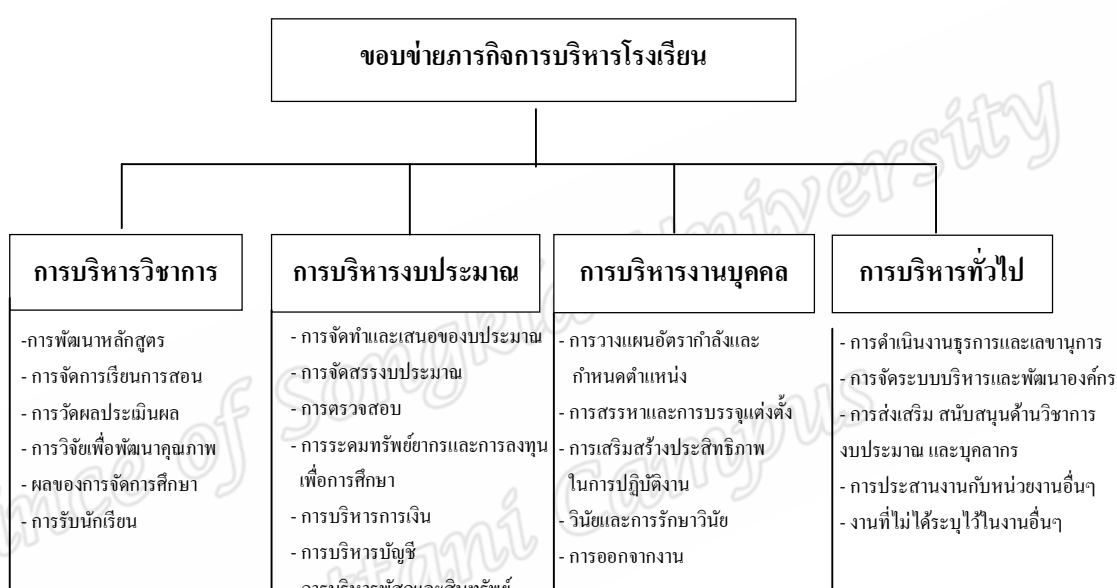 ขอบข่ายภารกิจการบริหารโรงเรียน
การบริหารวิชาการ
-การพัฒนาหลักสูตร
- การจัดการเรียนการสอน
- การวัดผลประเมินผล
- การวิจัยเพื่อพัฒนาคุณภาพ
- ผลของการจัดการศึกษา
- การรับนักเรียน
การบริหารงบประมาณ
- การจัดทำและเสนอของบประมาณ
- การจัดสรรงบประมาณ
- การตรวจสอบ
- การระดมทรัพย์ยากรและการลงทุน
เพื่อการศึกษา
- การบริหารการเงิน
- การบริหารบัญชี
- การบริหารพัสดุและสินทรัพย์
การบริหารงานบุคคล
- การวางแผนอัตรากำลังและ
กำหนดตำแหน่ง
- การสรรหาและการบรรจุแต่งตั้ง
- การเสริมสร้างประสิทธิภาพ
ในการปฏิบัติงาน
- วินัยและการรักษาวินัย
- การออกจากงาน
การบริหารทั่วไป
- การดำเนินงานธุรการและเลขานุการ
- การจัดระบบบริหารและพัฒนาองค์กร
- การส่งเสริม สนับสนุนด้านวิชาการ
งบประมาณ และบุคลากร
- การประสานงานกับหน่วยงานอื่นๆ
- งานที่ไม่ได้ระบุไว้ในงานอื่นๆ
of Songkla University
Campus